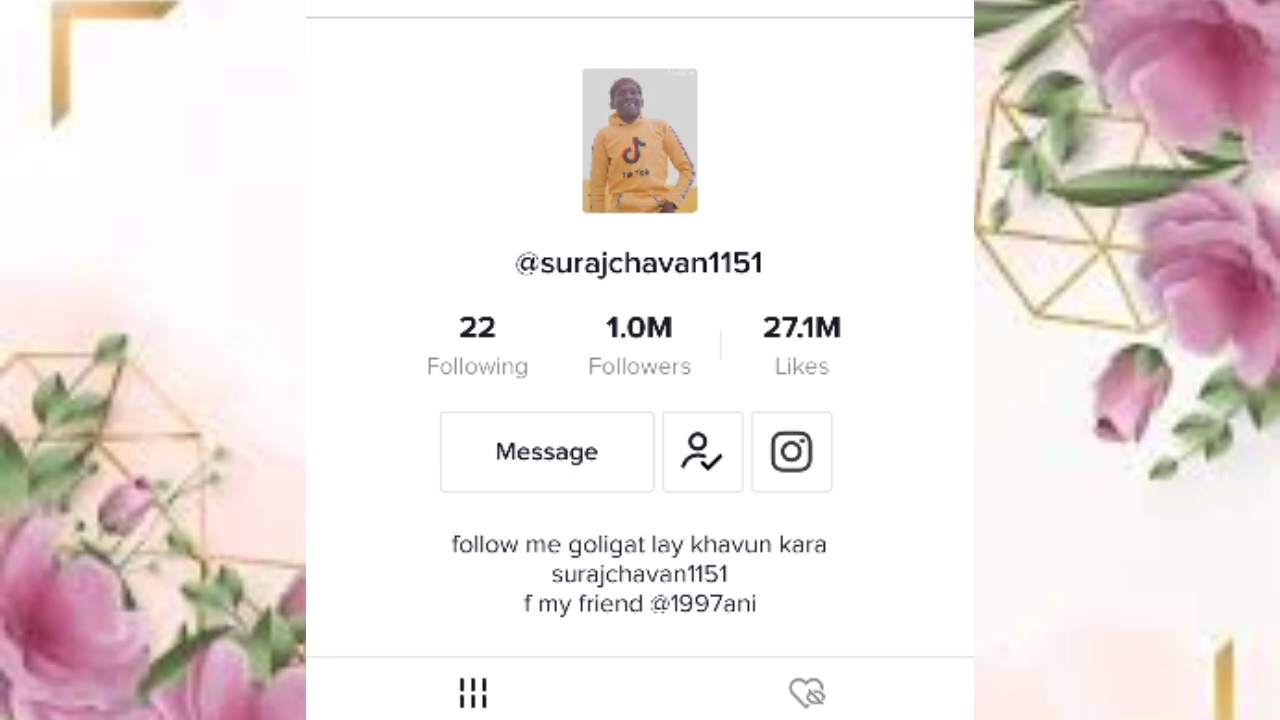 TikTok
@surajchavan1151
22 1.0M 27.1M
Following Followers Likes
Message
follow me goligat lay khavun kara
surajchavan1151
f my friend @1997ani